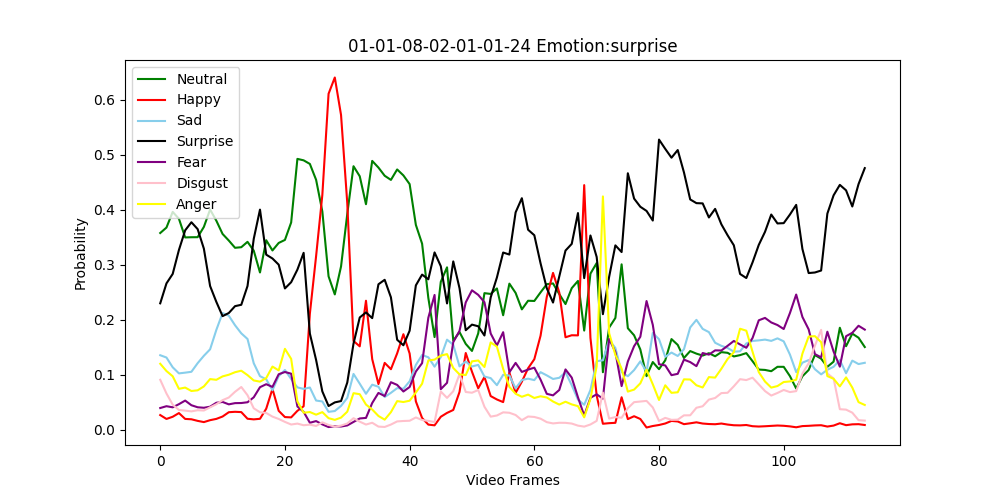 01-01-08-02-01-01-24 Emotion:surprise
Neutral
Happy
Sad
Surprise
Fear
Disgust
Anger
Probability
0.6
0.5
0.4
0.3
0.2
0.1
0.0
0 20 40 60 80 100
Video Frames